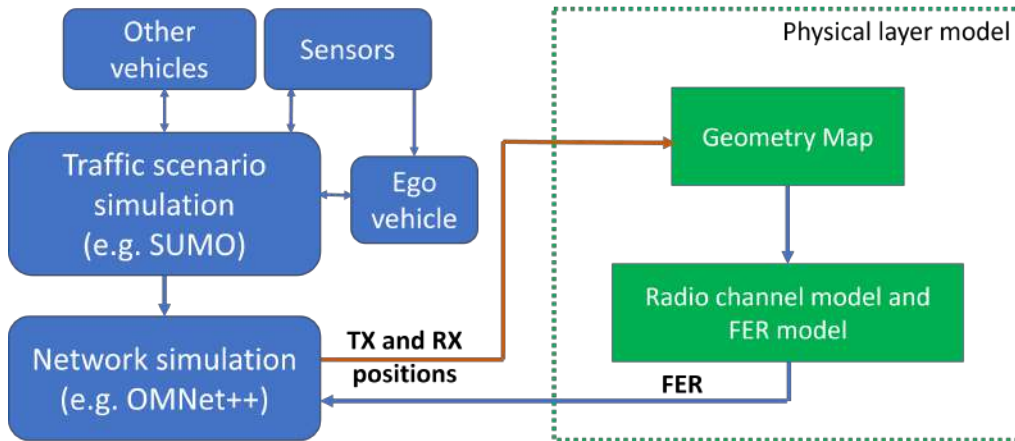 Other
vehicles
Sensors
Physical layer model
Traffic scenario
simulation
(e.g. SUMO)
Ego
vehicle
Geometry Map
Network simulation
(e.g. OMNet++)
TX and RX
positions
Radio channel model and
FER model
FER